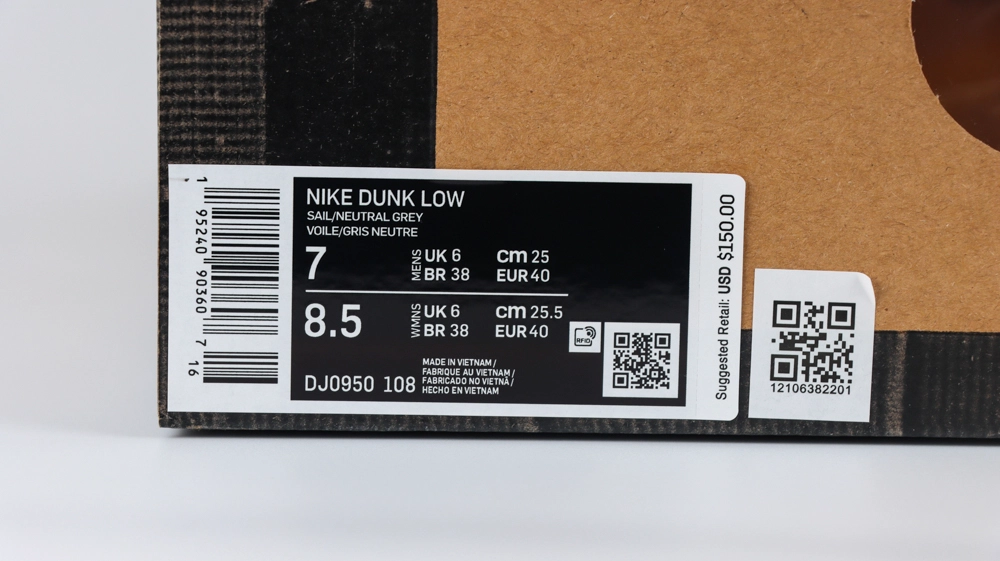 1 95240 90360 7 16
NIKE DUNK LOW
SAIL/NEUTRAL GREY
VOILE/GRIS NEUTRE
7 MENS UK 6 cm 25
BR 38 EUR 40
8.5 WMNS UK 6 cm 25.5
BR 38 EUR 40
RFID
DJ0950 108
MADE IN VIETNAM /
FABRIQUE AU VIETNAM /
FABRICADO NO VIETNÃ /
HECHO EN VIETNAM
Suggested Retail: USD $150.00
12106382201